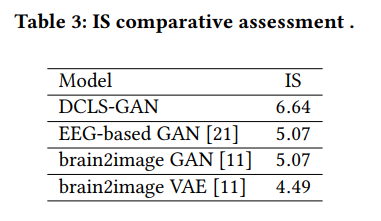 Table 3: IS comparative assessment .
Model IS
DCLS-GAN 6.64
EEG-based GAN [21] 5.07
brain2image GAN [11] 5.07
brain2image VAE [11] 4.49